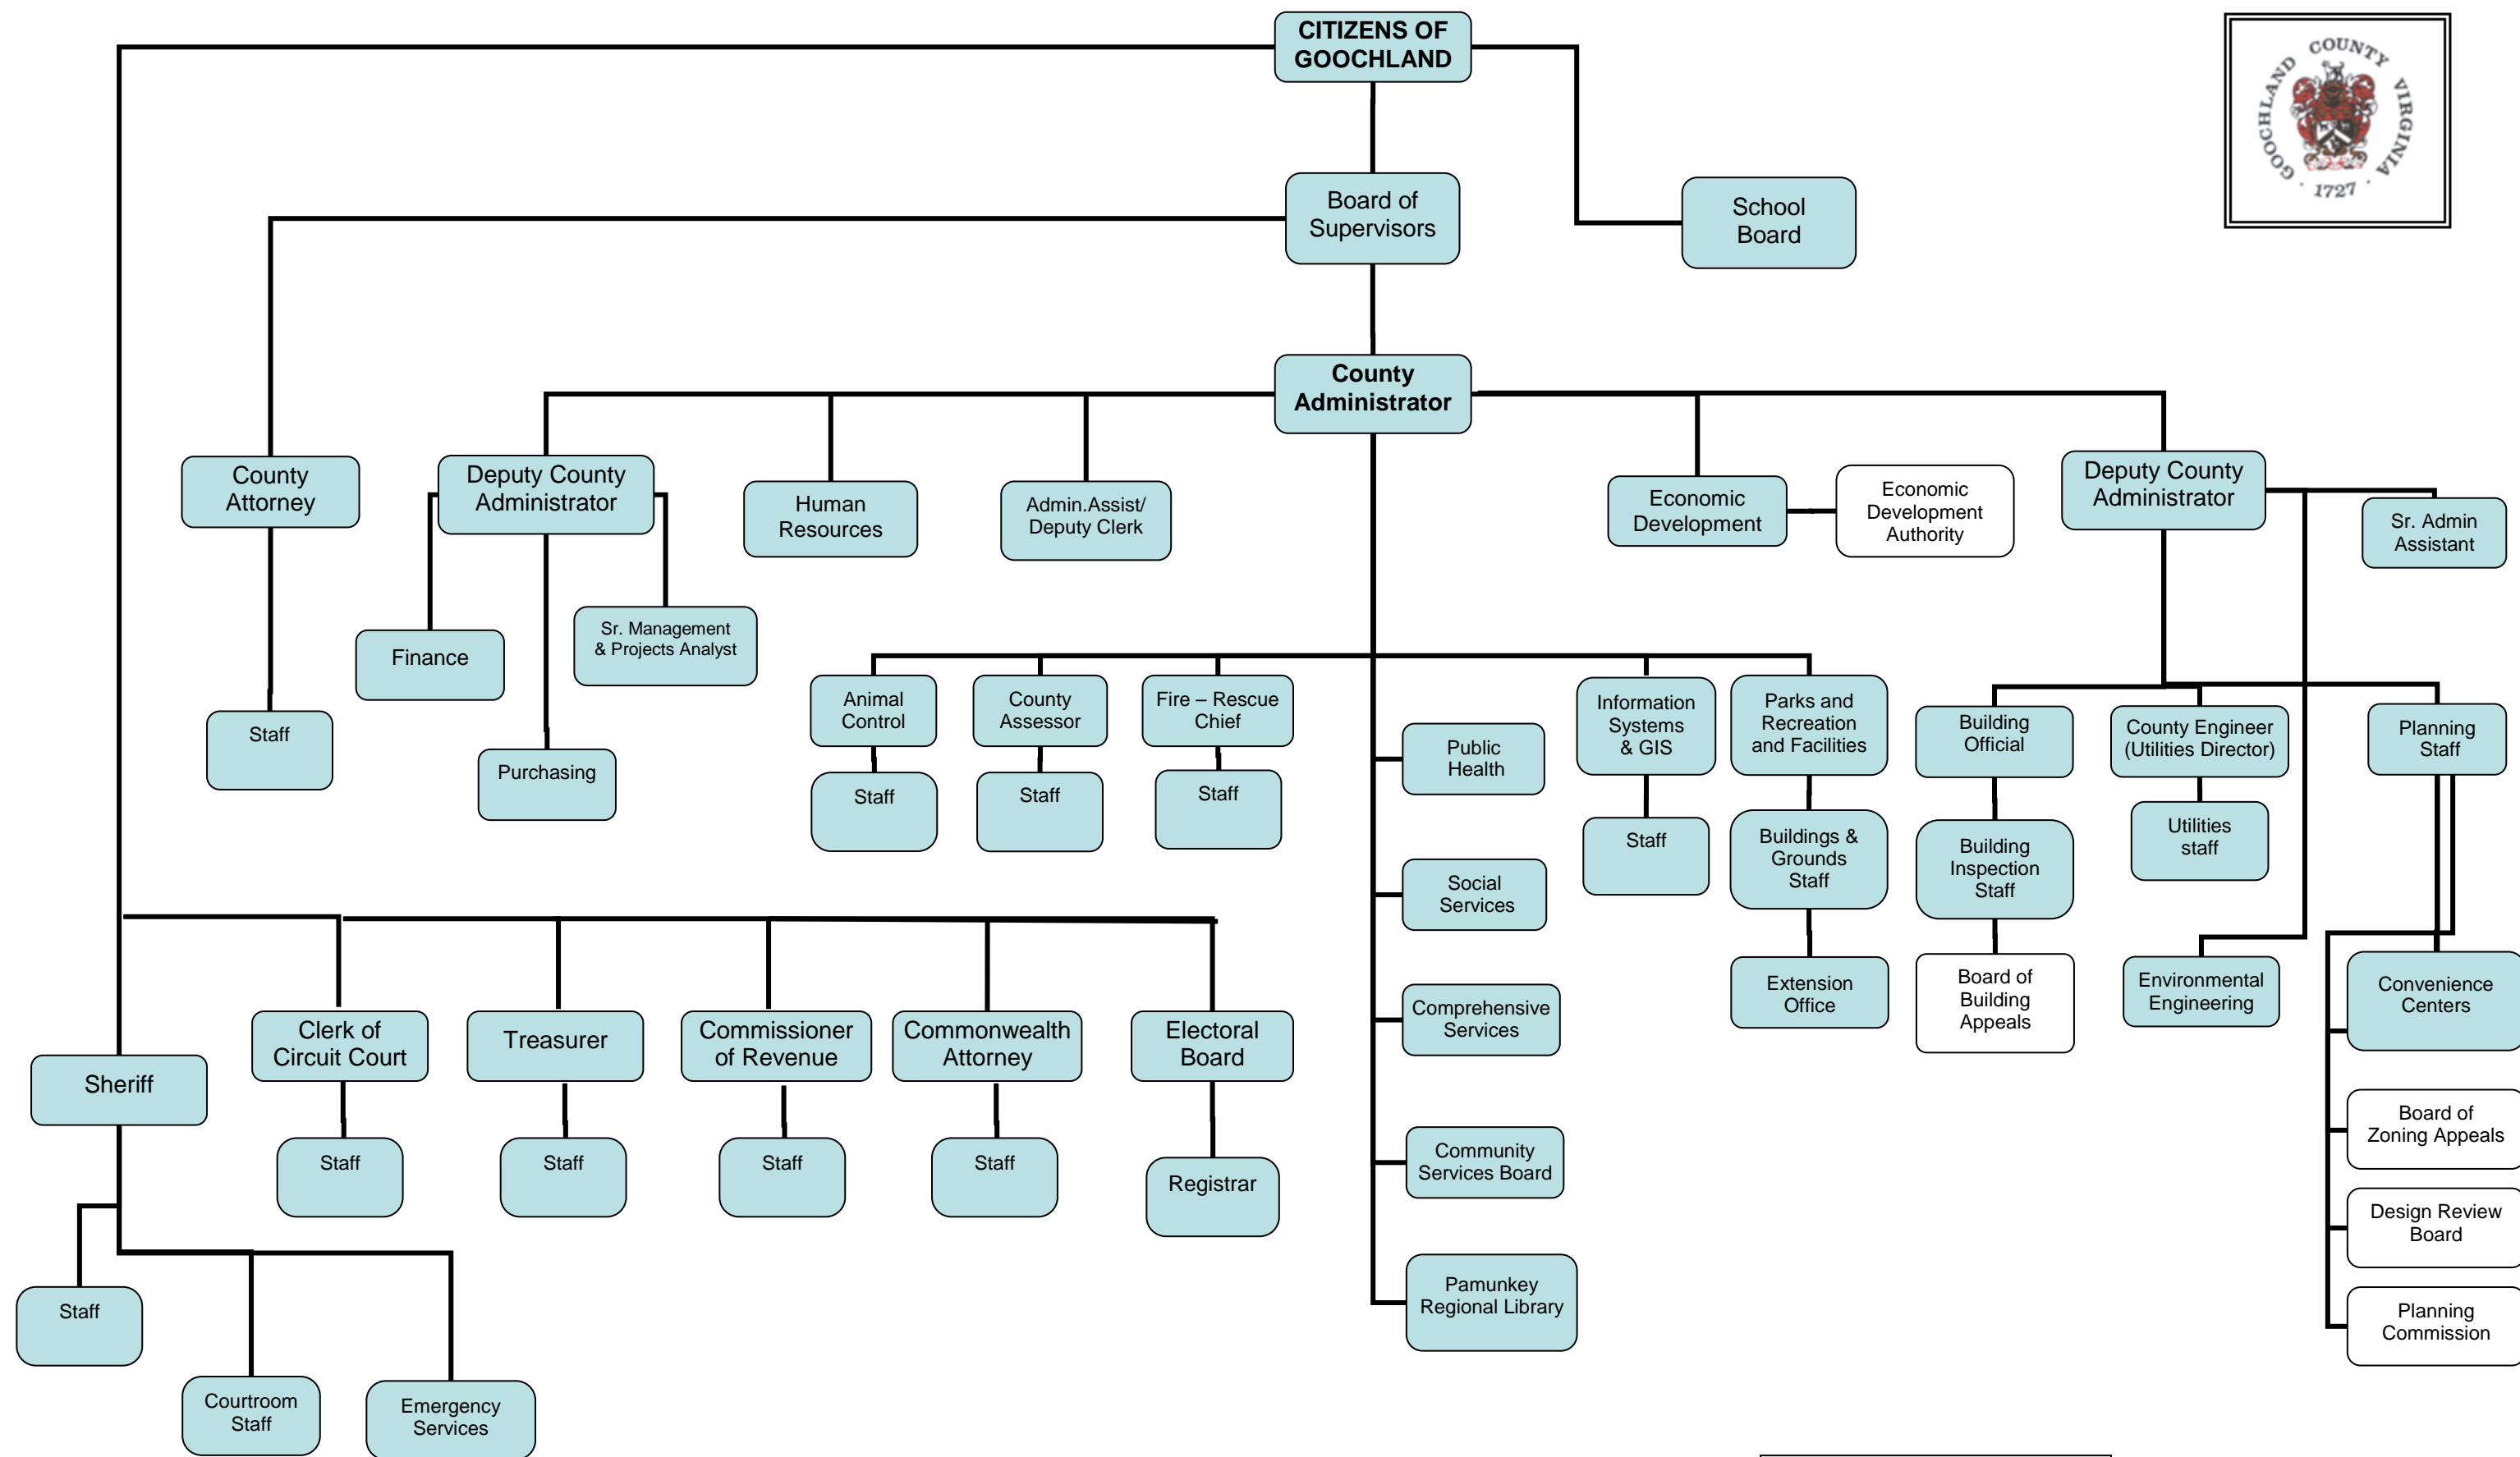 CITIZENS OF
GOOCHLAND
GOOCHLAND COUNTY VIRGINIA
· 1727 ·
Board of
Supervisors
School
Board
County
Administrator
County
Attorney
Deputy County
Administrator
Human
Resources
Admin.Assist/
Deputy Clerk
Economic
Development
Economic
Development
Authority
Deputy County
Administrator
Sr. Admin
Assistant
Finance
Sr. Management
& Projects Analyst
Staff
Purchasing
Animal
Control
County
Assessor
Fire – Rescue
Chief
Information
Systems
& GIS
Parks and
Recreation
and Facilities
Building
Official
County Engineer
(Utilities Director)
Planning
Staff
Public
Health
Staff
Staff
Staff
Staff
Buildings &
Grounds
Staff
Building
Inspection
Staff
Utilities
staff
Social
Services
Extension
Office
Board of
Building
Appeals
Environmental
Engineering
Convenience
Centers
Comprehensive
Services
Sheriff
Clerk of
Circuit Court
Treasurer
Commissioner
of Revenue
Commonwealth
Attorney
Electoral
Board
Community
Services Board
Board of
Zoning Appeals
Staff
Staff
Staff
Staff
Registrar
Design Review
Board
Pamunkey
Regional Library
Planning
Commission
Staff
Courtroom
Staff
Emergency
Services